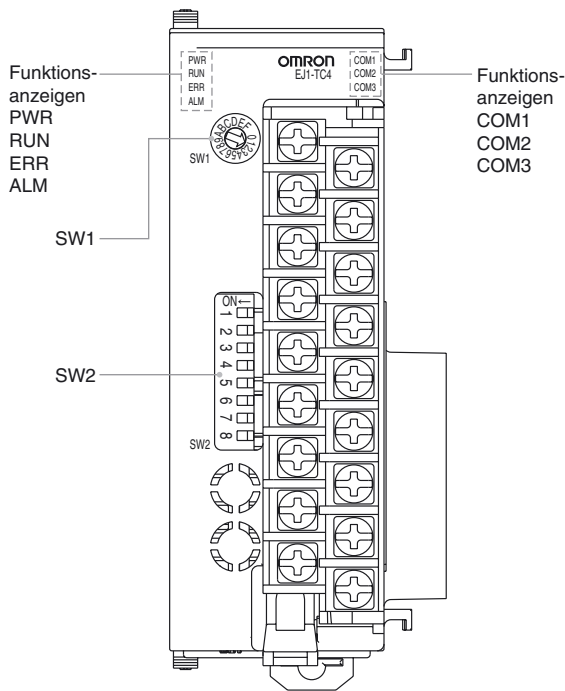 Funktions-
anzeigen
PWR
RUN
ERR
ALM
SW1
SW2
PWR
RUN
ERR
ALM
OMRON
EJ1-TC4
COM1
COM2
COM3
0123456789ABCDEF
SW1
ON←
1
2
3
4
5
6
7
8
SW2
Funktions-
anzeigen
COM1
COM2
COM3